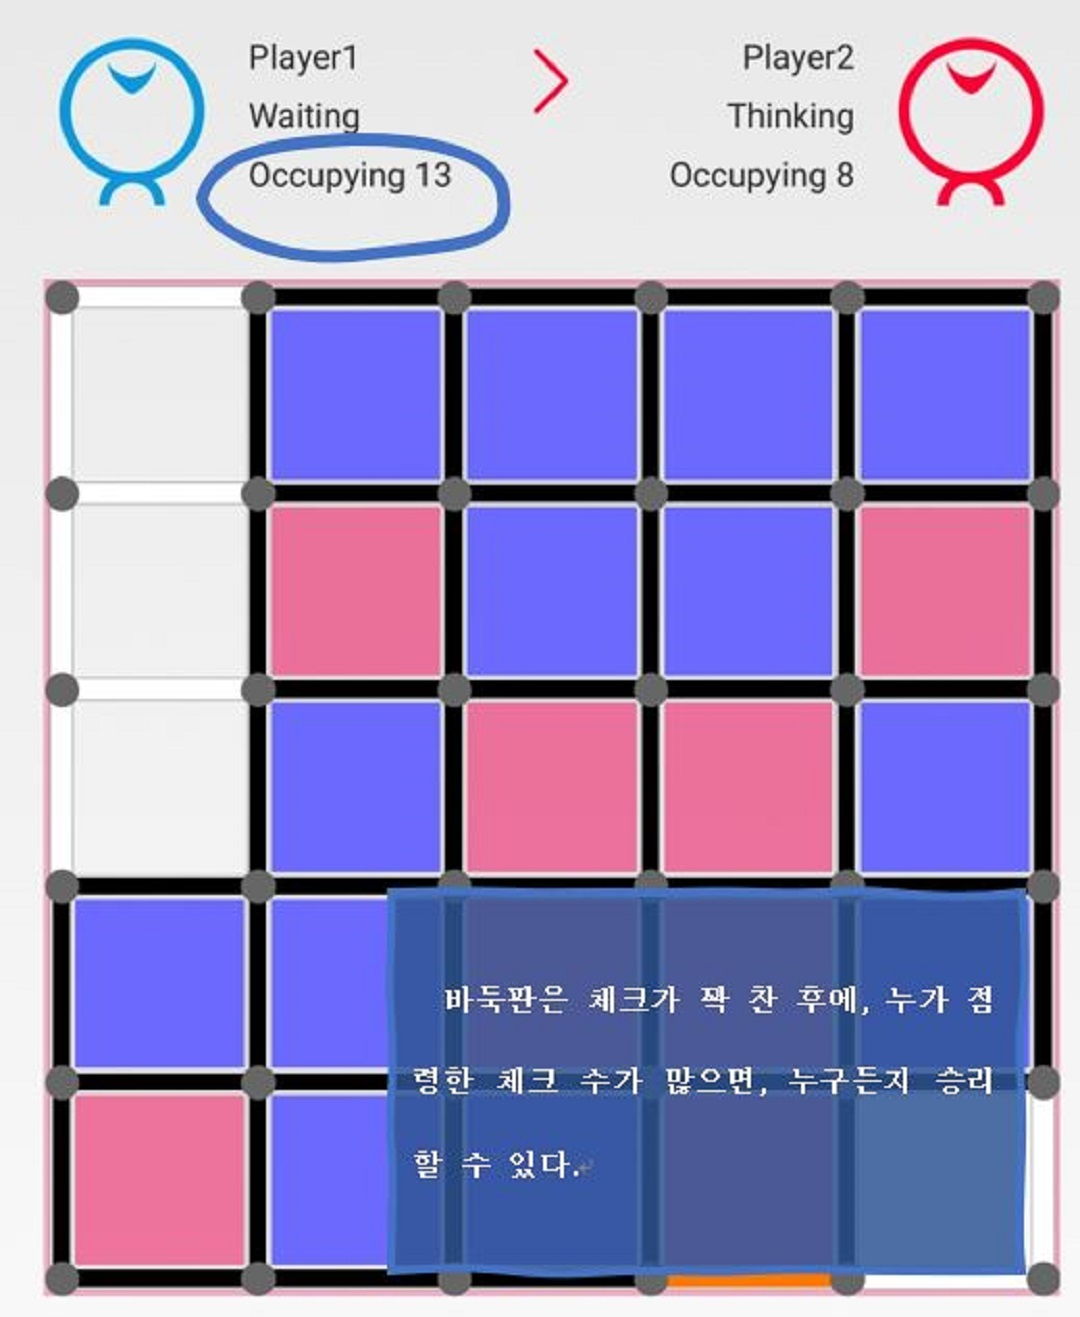 Player1
Waiting
Occupying 13
Player2
Thinking
Occupying 8
바둑판은 체크가 꽉 찬 후에, 누가 점
령한 체크 수가 많으면, 누구든지 승리
할 수 있다.